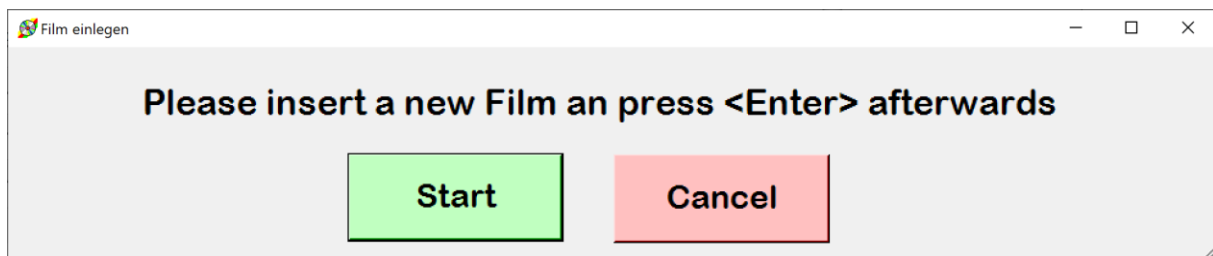 Film einlegen
Please insert a new Film an press <Enter> afterwards
Start
Cancel